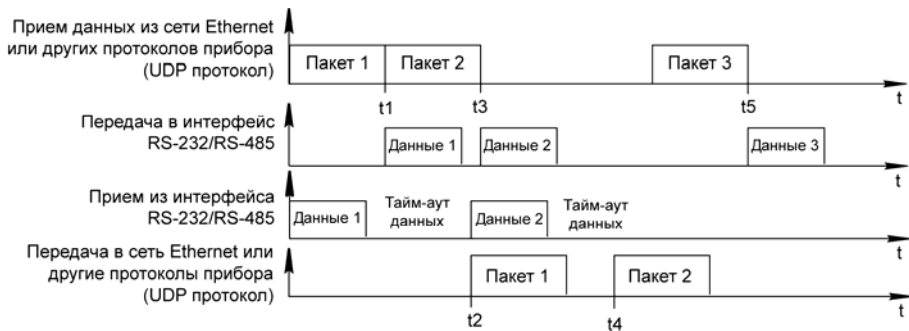 Прием данных из сети Ethernet
или других протоколов прибора
(UDP протокол)
Пакет 1
Пакет 2
Пакет 3
t
t1
t3
t5
Передача в интерфейс
RS-232/RS-485
Данные 1
Данные 2
Данные 3
t
Прием из интерфейса
RS-232/RS-485
Данные 1
Тайм-аут
данных
Данные 2
Тайм-аут
данных
t
Передача в сеть Ethernet или
другие протоколы прибора
(UDP протокол)
Пакет 1
Пакет 2
t
t2
t4